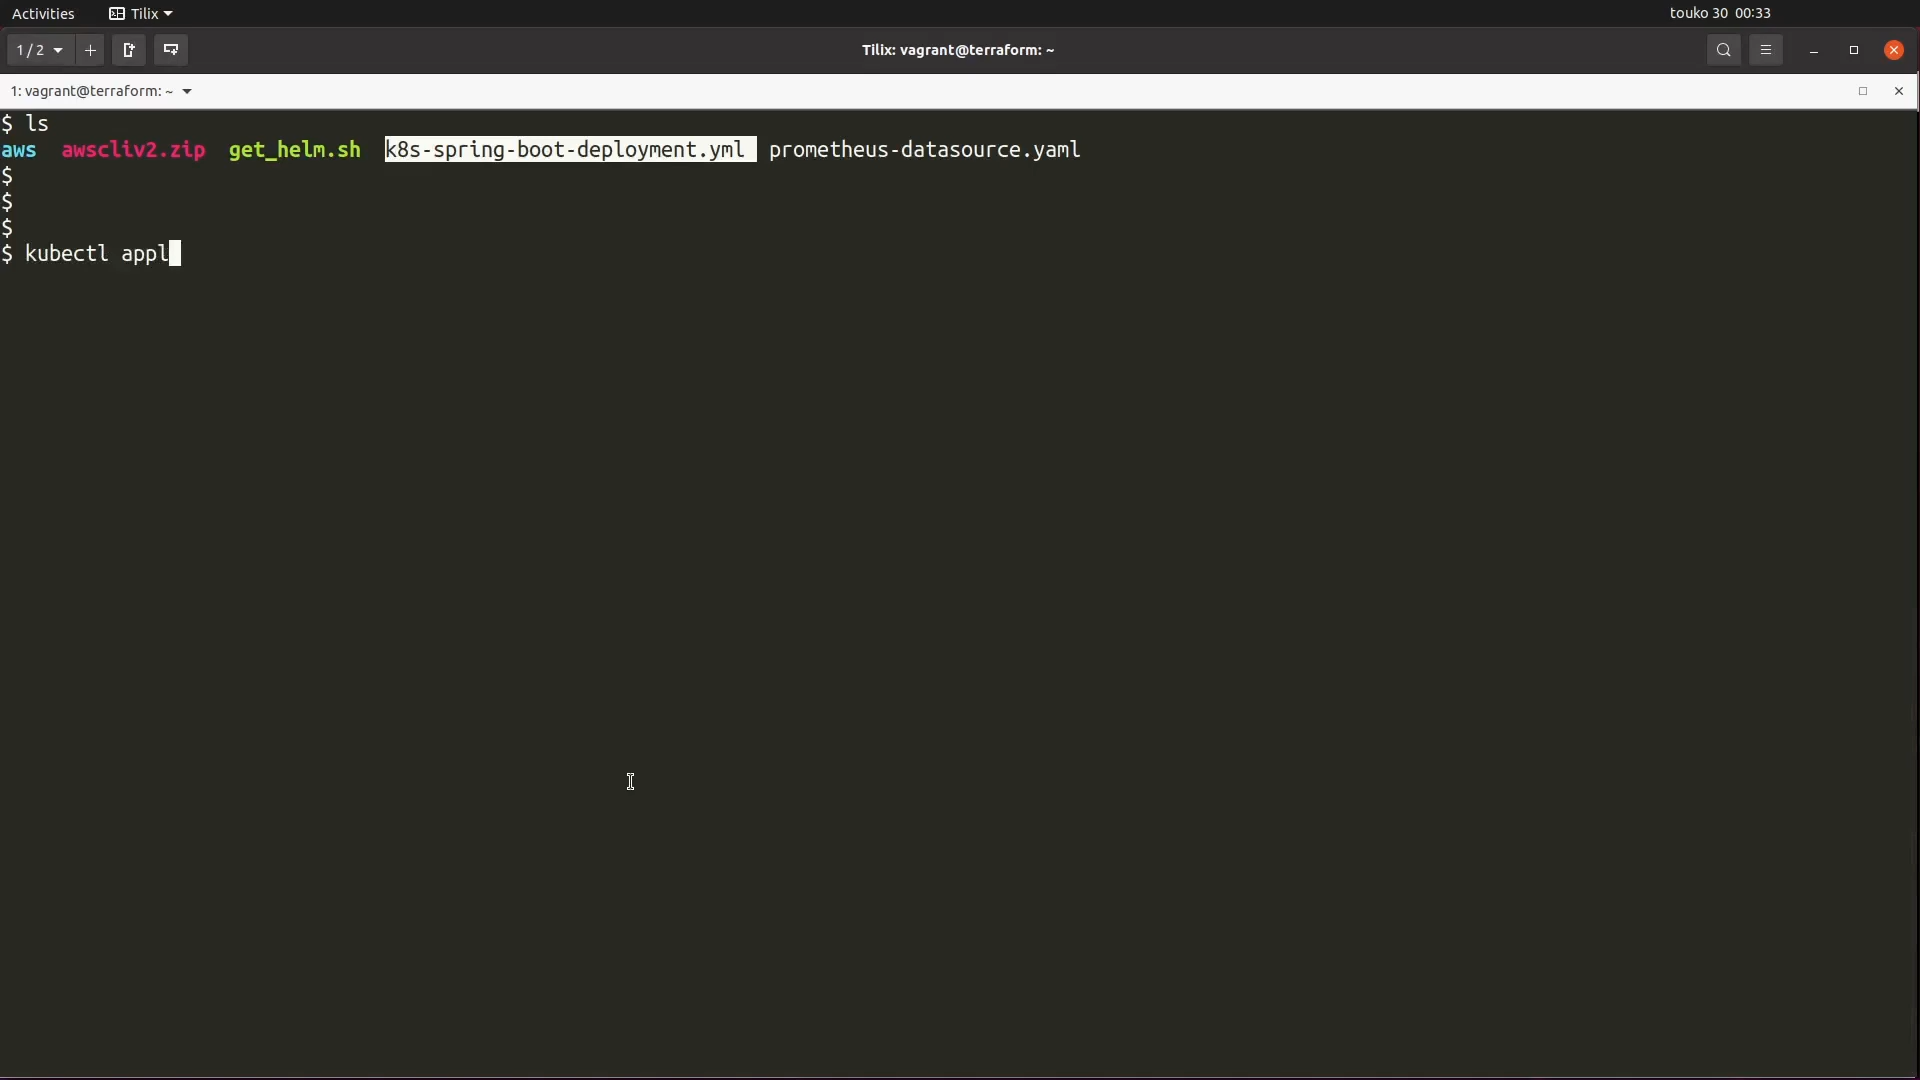 Activities Tilix touko 30 00:33
1 / 2 Tilix: vagrant@terraform: ~
1: vagrant@terraform: ~
$ ls
aws awscliv2.zip get_helm.sh k8s-spring-boot-deployment.yml prometheus-datasource.yaml
$
$
$
$ kubectl appl